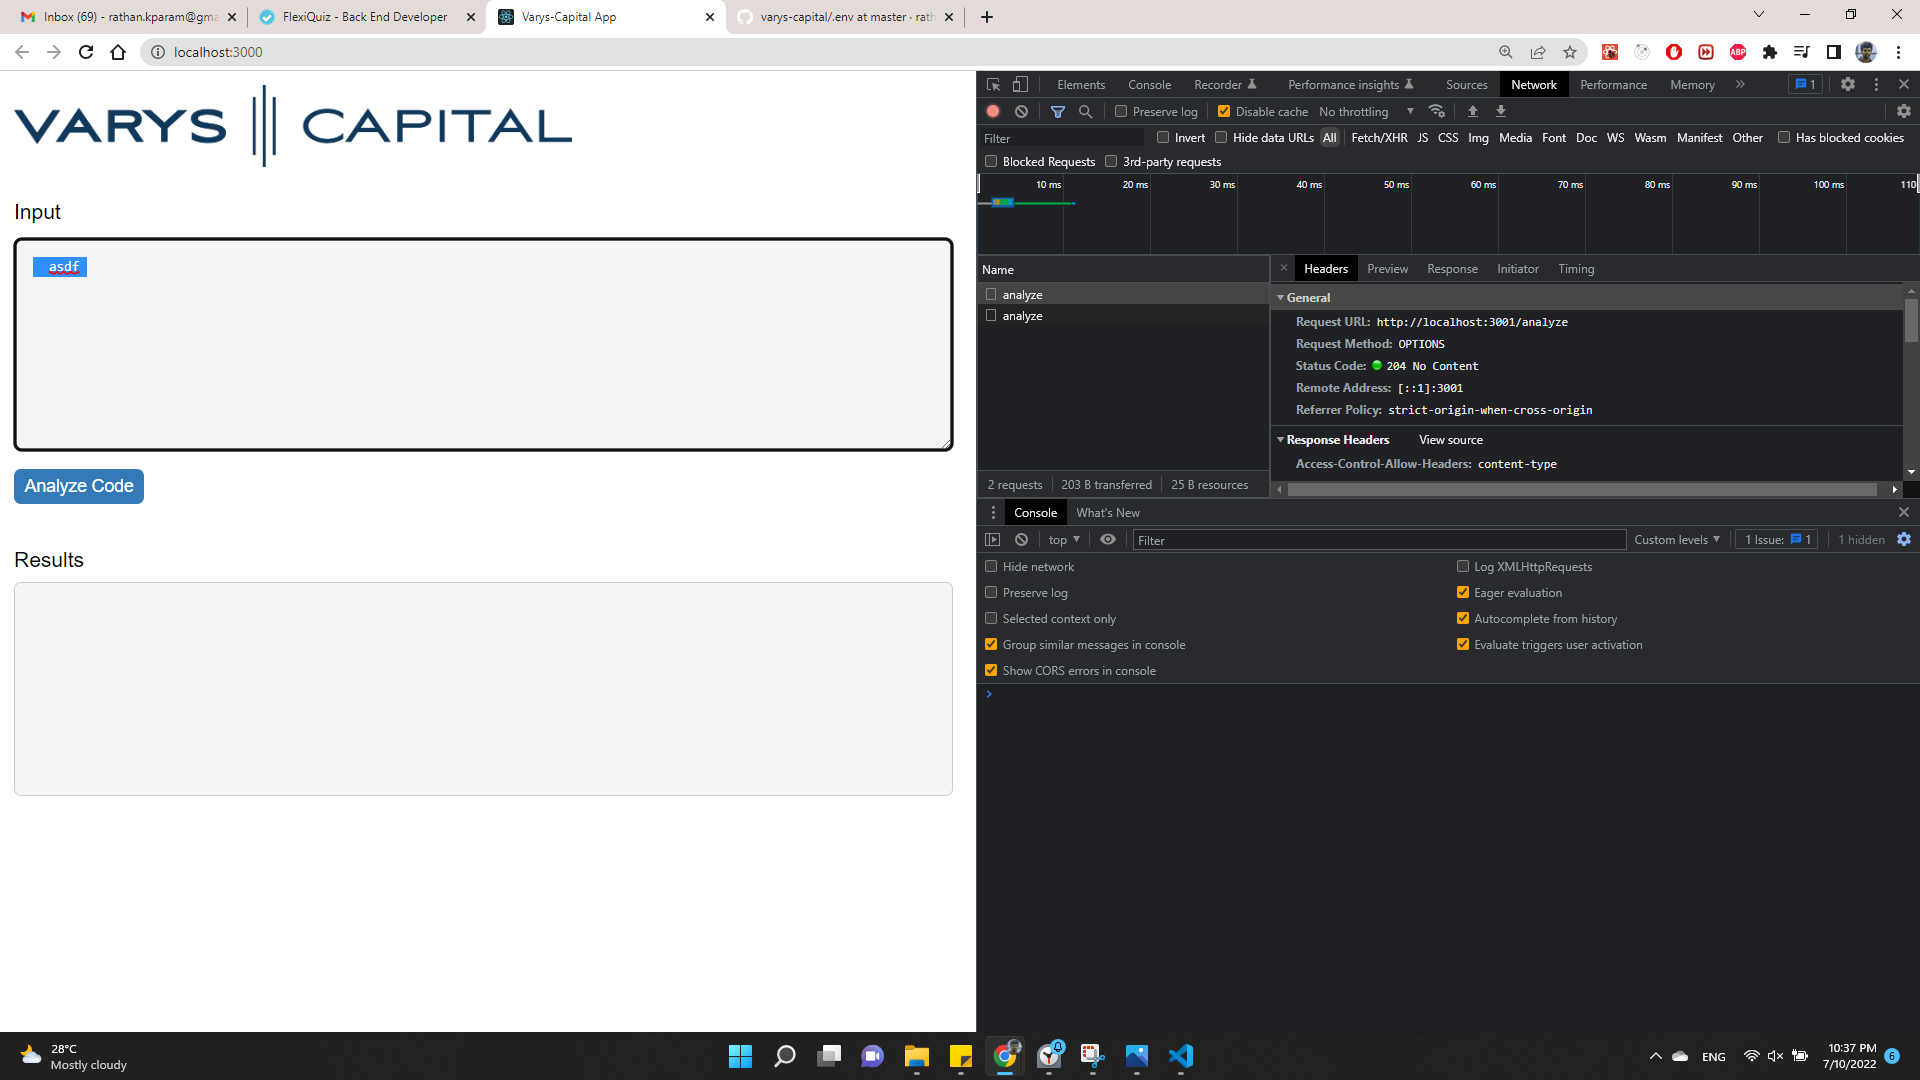 Inbox (69) - rathan.kparam@gma
FlexiQuiz - Back End Developer
Varys-Capital App
varys-capital/.env at master · rath
localhost:3000
VARYS CAPITAL
Input
asdf
Analyze Code
Results
Elements Console Recorder Performance insights Sources Network Performance Memory 1
Preserve log Disable cache No throttling
Filter Invert Hide data URLs All Fetch/XHR JS CSS Img Media Font Doc WS Wasm Manifest Other Has blocked cookies
Blocked Requests 3rd-party requests
10 ms 20 ms 30 ms 40 ms 50 ms 60 ms 70 ms 80 ms 90 ms 100 ms 110
Name
analyze
analyze
2 requests 203 B transferred 25 B resources
Headers Preview Response Initiator Timing
General
Request URL: http://localhost:3001/analyze
Request Method: OPTIONS
Status Code: 204 No Content
Remote Address: [::1]:3001
Referrer Policy: strict-origin-when-cross-origin
Response Headers View source
Access-Control-Allow-Headers: content-type
Console What's New
top Filter Custom levels 1 Issue: 1 1 hidden
Hide network Log XMLHttpRequests
Preserve log Eager evaluation
Selected context only Autocomplete from history
Group similar messages in console Evaluate triggers user activation
Show CORS errors in console
28°C
Mostly cloudy
ENG
10:37 PM
7/10/2022
6